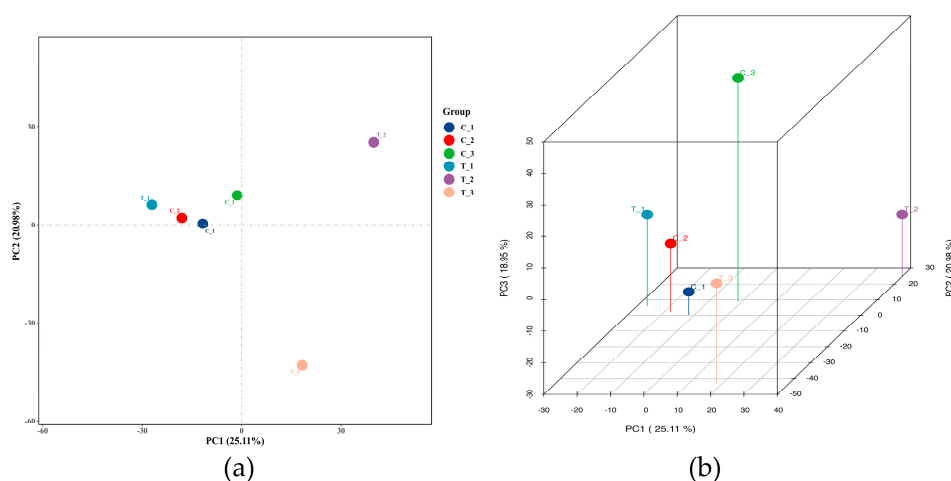 30
0
-30
-60
-60
-30
0
30
PC2 (20.98%)
PC1 (25.11%)
T_2
T_1
C_2
C_3
C_1
Group
C_1
C_2
C_3
T_1
T_2
T_3
(a)
50
40
30
20
10
0
-10
-20
-30
PC3 ( 18.95 %)
-30
-20
-10
0
10
20
30
40
PC1 ( 25.11 %)
-50
-40
-30
-20
-10
0
10
20
30
C_3
T_1
C_2
C_1
T_3
T_2
(b)